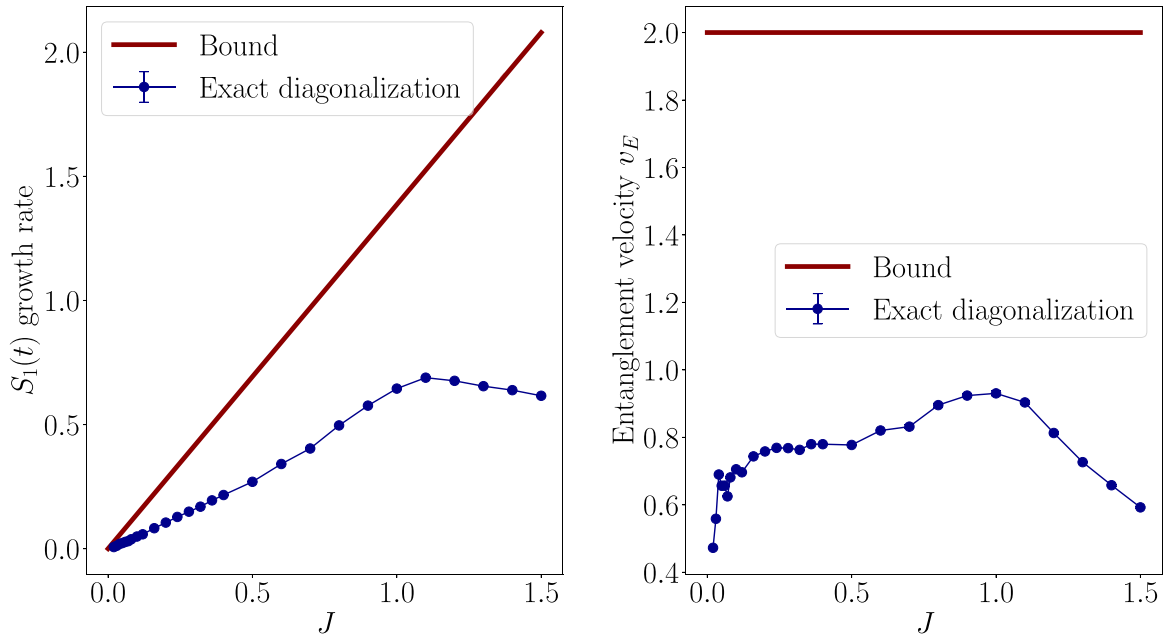 Bound
Exact diagonalization
S₁(t) growth rate
2.0
1.5
1.0
0.5
0.0
0.0 0.5 1.0 1.5
J
Bound
Exact diagonalization
Entanglement velocity v_E
2.0
1.8
1.6
1.4
1.2
1.0
0.8
0.6
0.4
0.0 0.5 1.0 1.5
J